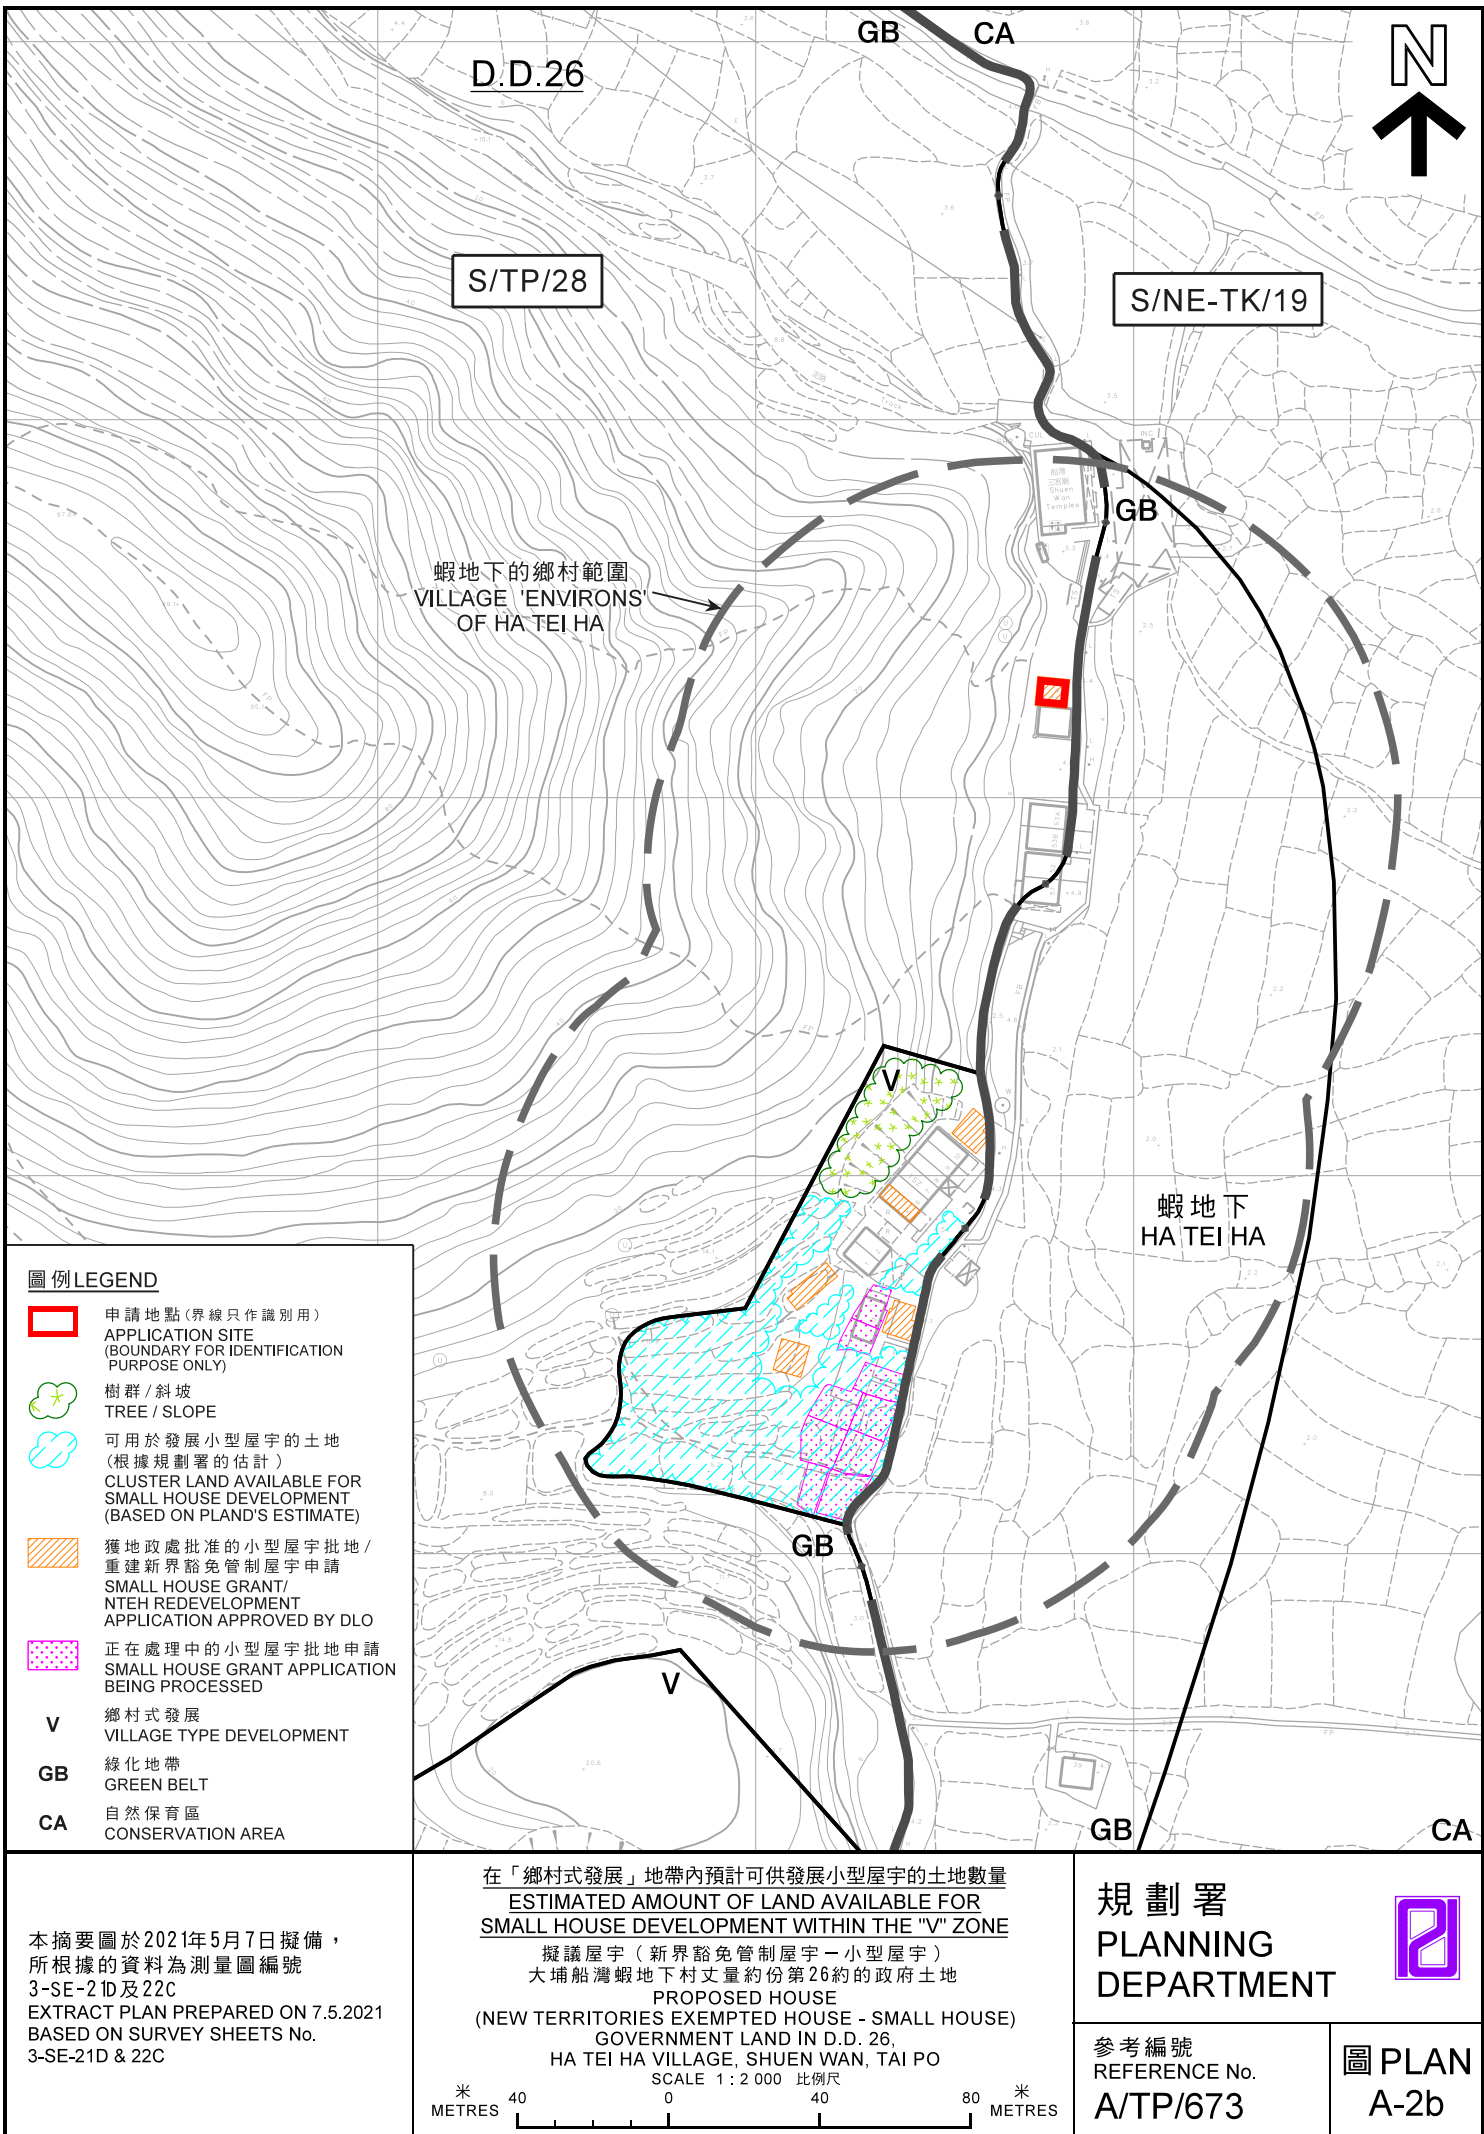 GB
CA
D.D.26
N
S/TP/28
S/NE-TK/19
Track
CUL
INC
船灣
三宮廟
Shuen
Wan
Temples
GB
蝦地下的鄉村範圍
VILLAGE 'ENVIRONS'
OF HA TEI HA
V
蝦地下
HA TEI HA
GB
V
GB
CA
圖例LEGEND
申請地點(界線只作識別用)
APPLICATION SITE
(BOUNDARY FOR IDENTIFICATION
PURPOSE ONLY)
樹群/斜坡
TREE / SLOPE
可用於發展小型屋宇的土地
(根據規劃署的估計)
CLUSTER LAND AVAILABLE FOR
SMALL HOUSE DEVELOPMENT
(BASED ON PLAND'S ESTIMATE)
獲地政處批准的小型屋宇批地/
重建新界豁免管制屋宇申請
SMALL HOUSE GRANT/
NTEH REDEVELOPMENT
APPLICATION APPROVED BY DLO
正在處理中的小型屋宇批地申請
SMALL HOUSE GRANT APPLICATION
BEING PROCESSED
V 鄉村式發展
VILLAGE TYPE DEVELOPMENT
GB 綠化地帶
GREEN BELT
CA 自然保育區
CONSERVATION AREA
本摘要圖於2021年5月7日擬備，
所根據的資料為測量圖編號
3-SE-21D及22C
EXTRACT PLAN PREPARED ON 7.5.2021
BASED ON SURVEY SHEETS No.
3-SE-21D & 22C
在「鄉村式發展」地帶內預計可供發展小型屋宇的土地數量
ESTIMATED AMOUNT OF LAND AVAILABLE FOR
SMALL HOUSE DEVELOPMENT WITHIN THE "V" ZONE
擬議屋宇(新界豁免管制屋宇－小型屋宇)
大埔船灣蝦地下村丈量約份第26約的政府土地
PROPOSED HOUSE
(NEW TERRITORIES EXEMPTED HOUSE - SMALL HOUSE)
GOVERNMENT LAND IN D.D. 26,
HA TEI HA VILLAGE, SHUEN WAN, TAI PO
SCALE 1 : 2 000 比例尺
米 METRES 40 0 40 80 米 METRES
規劃署
PLANNING
DEPARTMENT
參考編號
REFERENCE No.
A/TP/673
圖 PLAN
A-2b